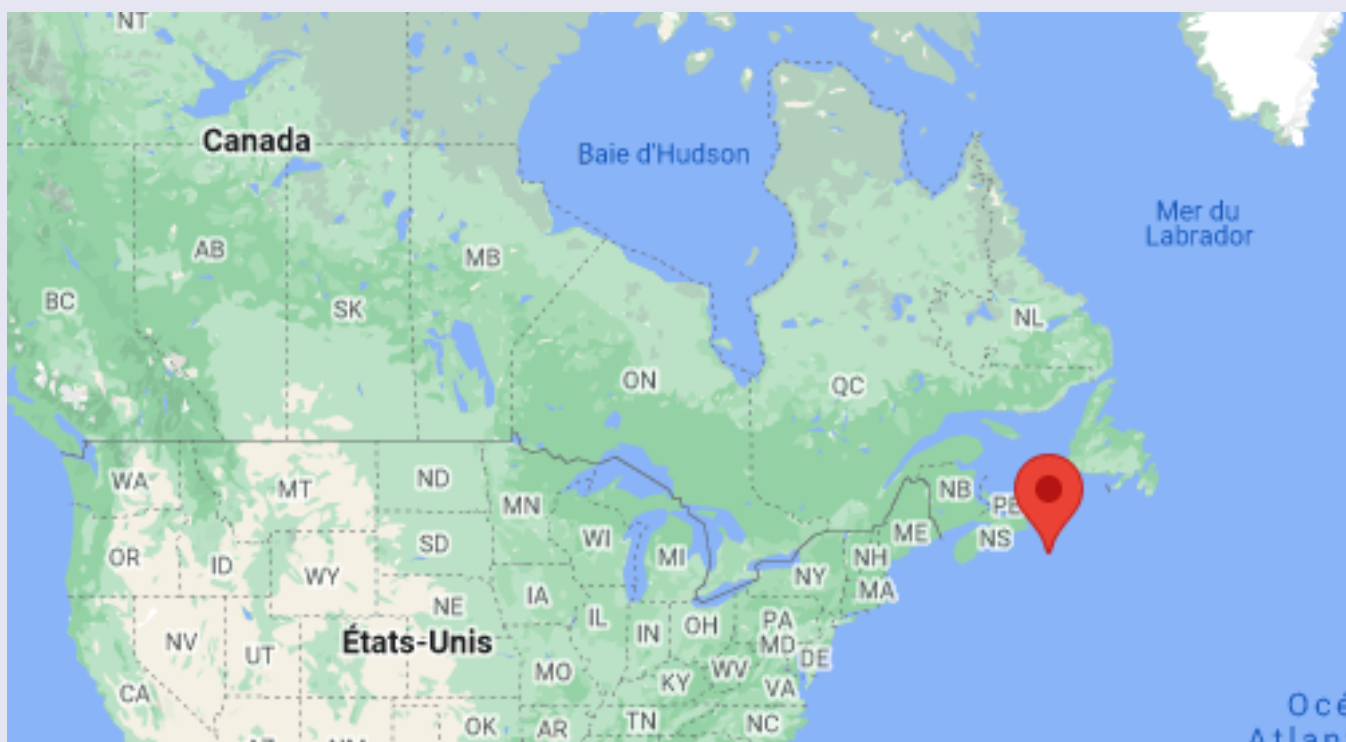 NT
Canada
Baie d'Hudson
Mer du
Labrador
AB
MB
BC
SK
NL
ON
QC
WA
MT
ND
MN
NB
PE
OR
ID
SD
WI
MI
ME
NS
WY
NH
NY
MA
NE
IA
IL
IN
OH
PA
NV
UT
États-Unis
MD
DE
MO
KY
WV
VA
CA
OK
AR
TN
NC
Océ
Atlan